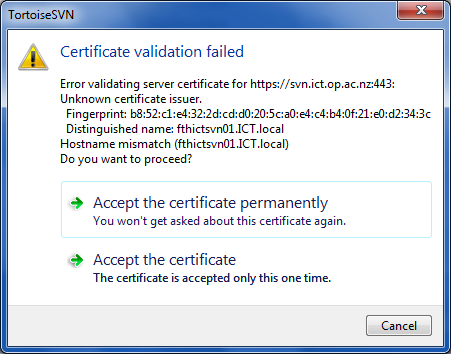 TortoiseSVN
Certificate validation failed
Error validating server certificate for https://svn.ict.op.ac.nz:443:
Unknown certificate issuer.
Fingerprint: b8:52:c1:e4:32:2d:cd:d0:20:5c:a0:e4:c4:b4:0f:21:e0:d2:34:3c
Distinguished name: fthictsvn01.ICT.local
Hostname mismatch (fthictsvn01.ICT.local)
Do you want to proceed?
Accept the certificate permanently
You won't get asked about this certificate again.
Accept the certificate
The certificate is accepted only this one time.
Cancel